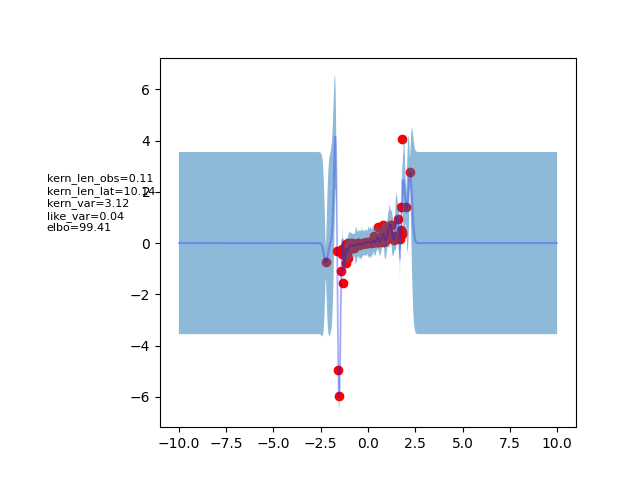 6
4
kern_len_obs=0.11
kern_len_lat=10.14
2
kern_var=3.12
like_var=0.04
elbo=99.41
0
−2
−4
−6
−10.0 −7.5 −5.0 −2.5 0.0 2.5 5.0 7.5 10.0